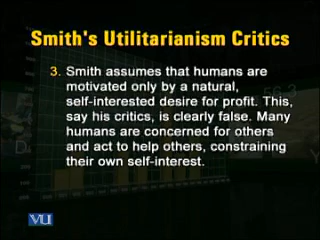 Smith's Utilitarianism Critics
3. Smith assumes that humans are
motivated only by a natural,
self-interested desire for profit. This,
say his critics, is clearly false. Many
humans are concerned for others
and act to help others, constraining
their own self-interest.
VU